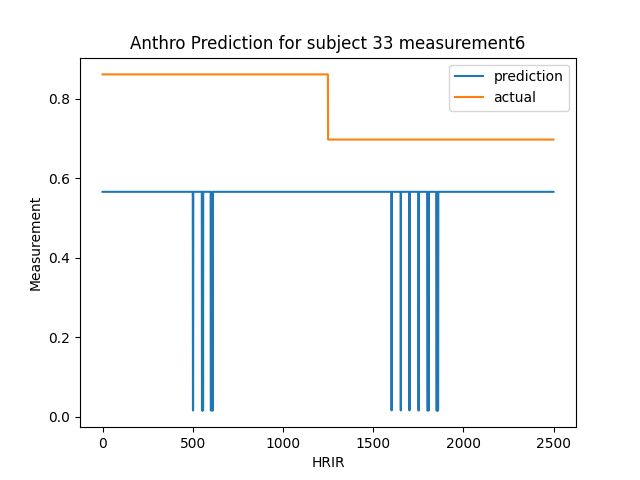 Anthro Prediction for subject 33 measurement6
prediction
actual
Measurement
0.8
0.6
0.4
0.2
0.0
0
500
1000
1500
2000
2500
HRIR